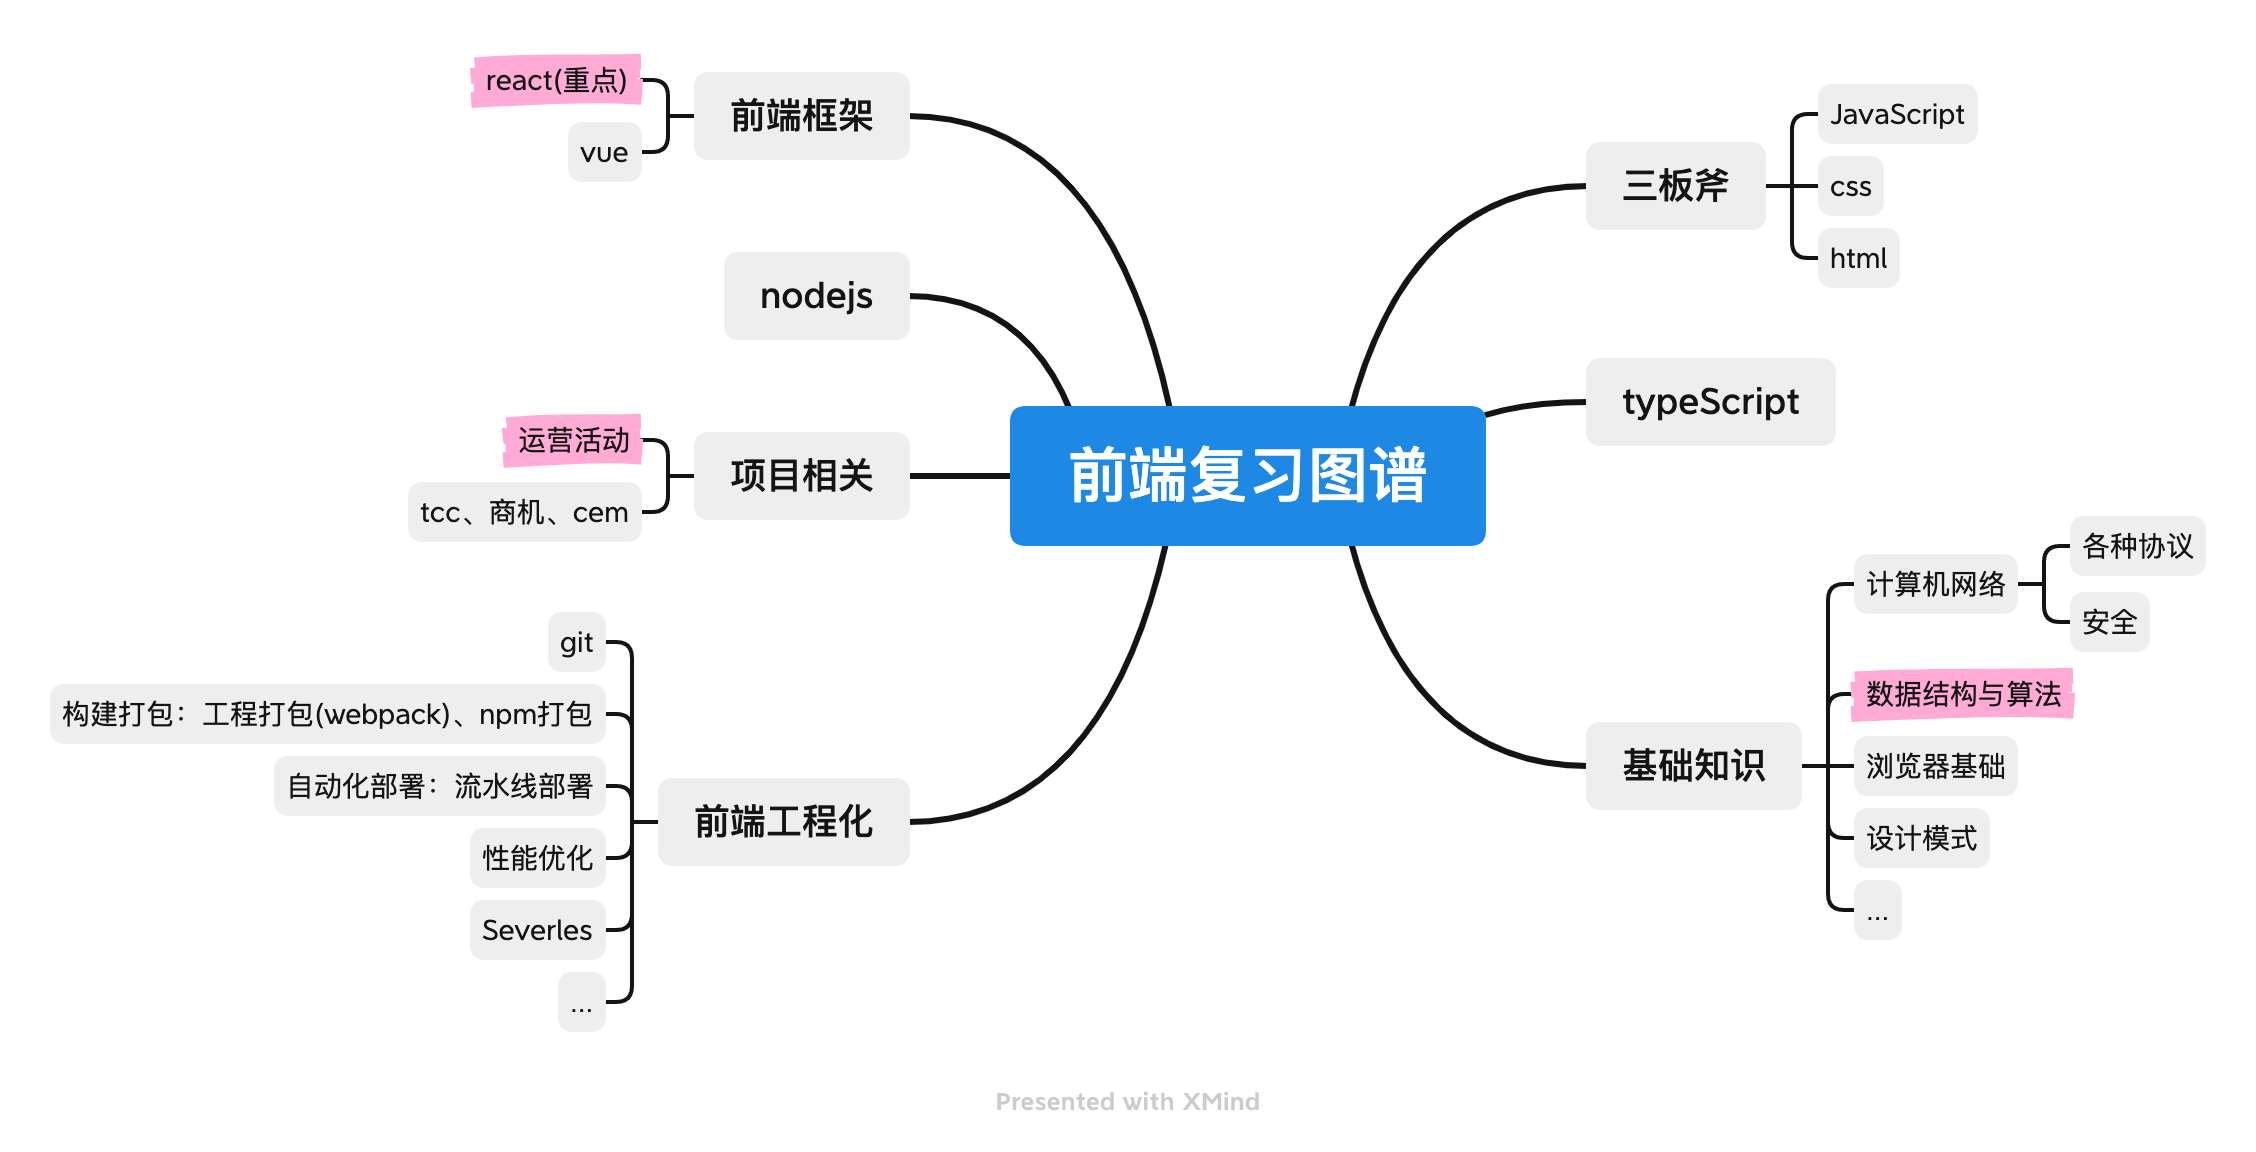 前端复习图谱
三板斧
JavaScript
css
html
typeScript
基础知识
计算机网络
各种协议
安全
数据结构与算法
浏览器基础
设计模式
...
前端框架
react(重点)
vue
nodejs
项目相关
运营活动
tcc、商机、cem
前端工程化
git
构建打包：工程打包(webpack)、npm打包
自动化部署：流水线部署
性能优化
Severles
...
Presented with XMind